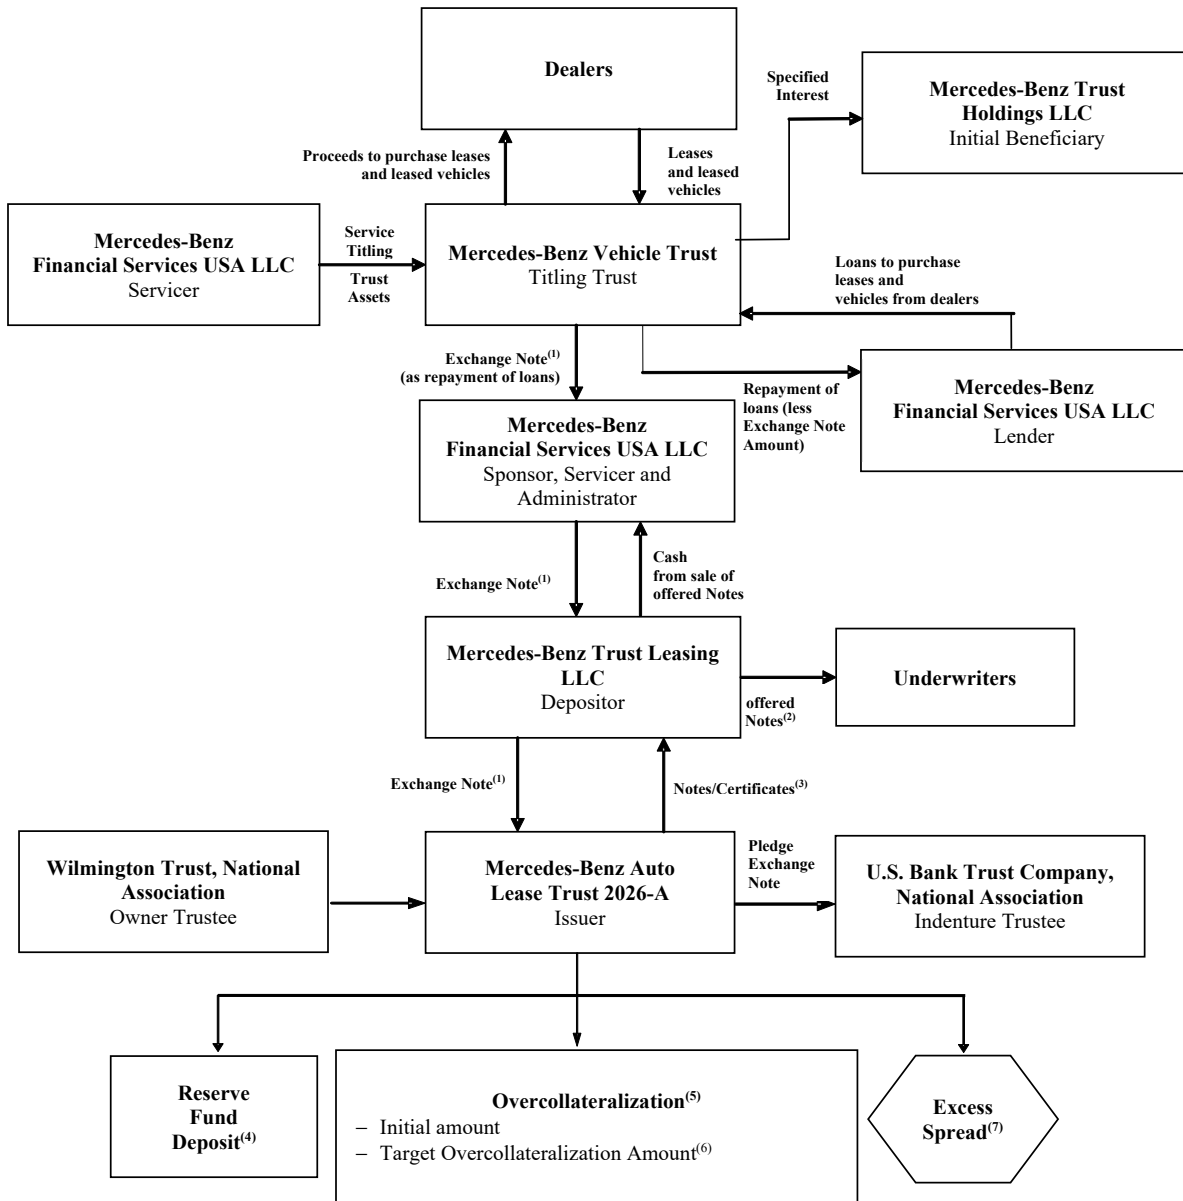 Dealers
Specified
Interest
Mercedes-Benz Trust
Holdings LLC
Initial Beneficiary
Proceeds to purchase leases
and leased vehicles
Leases
and leased
vehicles
Mercedes-Benz
Financial Services USA LLC
Servicer
Service
Titling
Trust
Assets
Mercedes-Benz Vehicle Trust
Titling Trust
Loans to purchase
leases and
vehicles from dealers
Exchange Note(1)
(as repayment of loans)
Repayment of
loans (less
Exchange Note
Amount)
Mercedes-Benz
Financial Services USA LLC
Lender
Mercedes-Benz
Financial Services USA LLC
Sponsor, Servicer and
Administrator
Exchange Note(1)
Cash
from sale of
offered Notes
Mercedes-Benz Trust Leasing
LLC
Depositor
offered
Notes(2)
Underwriters
Exchange Note(1)
Notes/Certificates(3)
Wilmington Trust, National
Association
Owner Trustee
Mercedes-Benz Auto
Lease Trust 2026-A
Issuer
Pledge
Exchange
Note
U.S. Bank Trust Company,
National Association
Indenture Trustee
Reserve
Fund
Deposit(4)
Overcollateralization(5)
– Initial amount
– Target Overcollateralization Amount(6)
Excess
Spread(7)